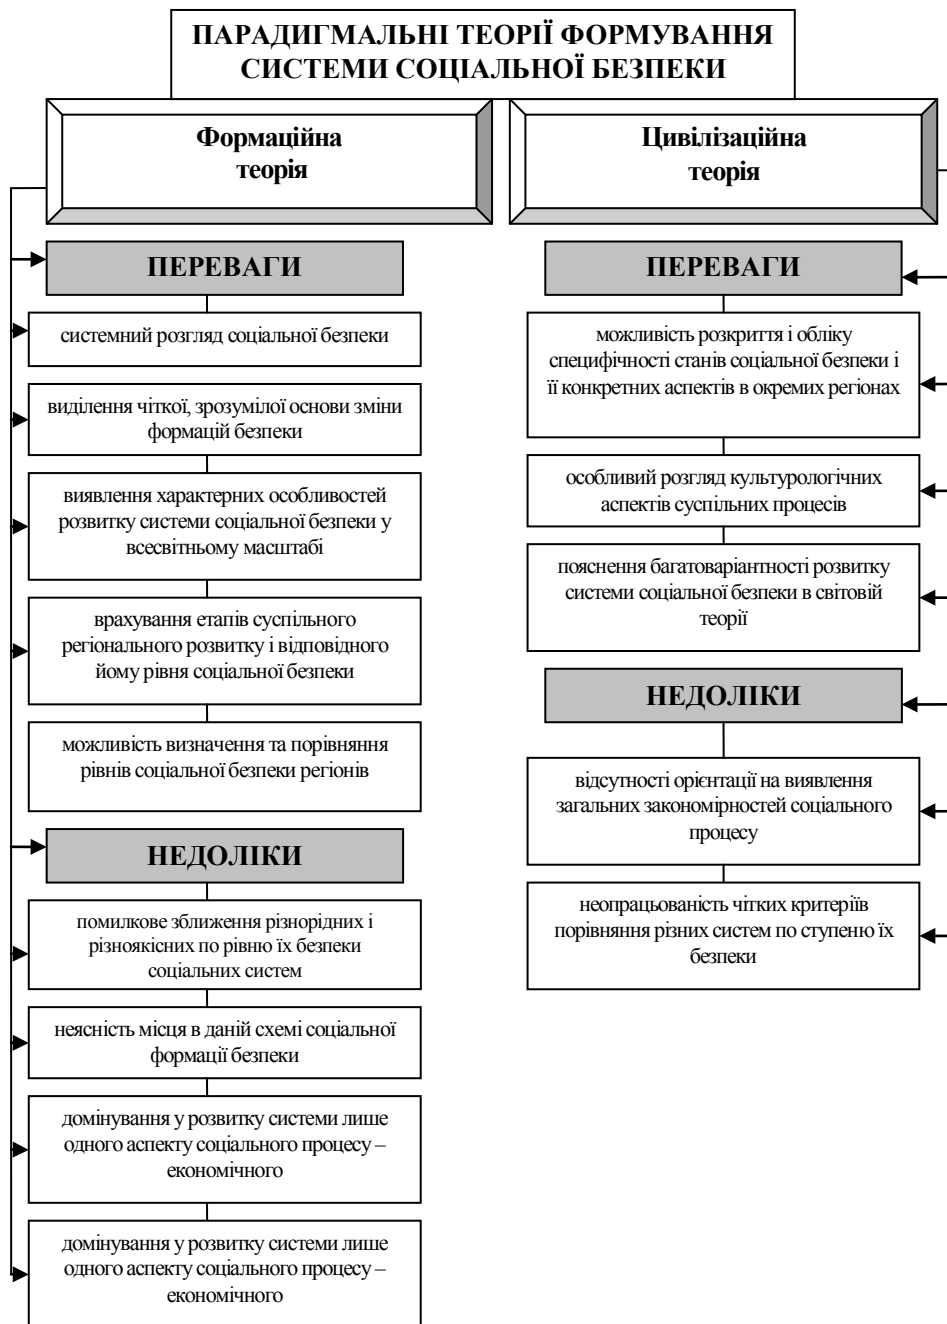 ПАРАДИГМАЛЬНІ ТЕОРІЇ ФОРМУВАННЯ
СИСТЕМИ СОЦІАЛЬНОЇ БЕЗПЕКИ
Формаційна
теорія
ПЕРЕВАГИ
системний розгляд соціальної безпеки
виділення чіткої, зрозумілої основи зміни
формацій безпеки
виявлення характерних особливостей
розвитку системи соціальної безпеки у
всесвітньому масштабі
врахування етапів суспільного
регіонального розвитку і відповідного
йому рівня соціальної безпеки
можливість визначення та порівняння
рівнів соціальної безпеки регіонів
НЕДОЛІКИ
помилкове зближення різнорідних і
різноякісних по рівню їх безпеки
соціальних систем
неясність місця в даній схемі соціальної
формації безпеки
домінування у розвитку системи лише
одного аспекту соціального процесу –
економічного
домінування у розвитку системи лише
одного аспекту соціального процесу –
економічного
Цивілізаційна
теорія
ПЕРЕВАГИ
можливість розкриття і обліку
специфічності станів соціальної безпеки і
її конкретних аспектів в окремих регіонах
особливий розгляд культурологічних
аспектів суспільних процесів
пояснення багатоваріантності розвитку
системи соціальної безпеки в світовій
теорії
НЕДОЛІКИ
відсутності орієнтації на виявлення
загальних закономірностей соціального
процесу
неопрацьованість чітких критеріїв
порівняння різних систем по ступеню їх
безпеки